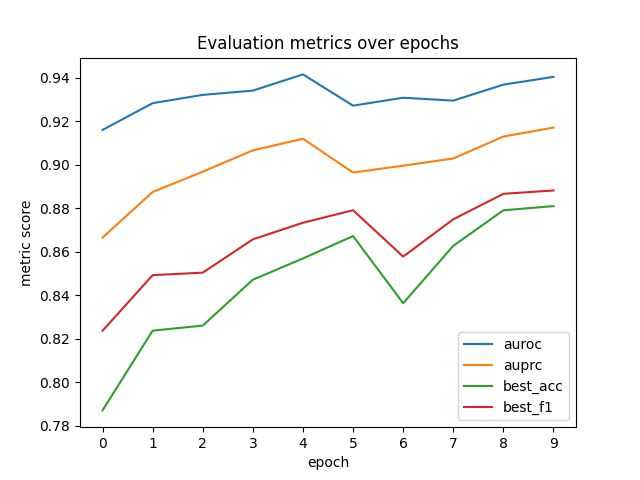 Evaluation metrics over epochs
metric score
0.94
0.92
0.90
0.88
0.86
0.84
0.82
0.80
0.78
auroc
auprc
best_acc
best_f1
0 1 2 3 4 5 6 7 8 9
epoch